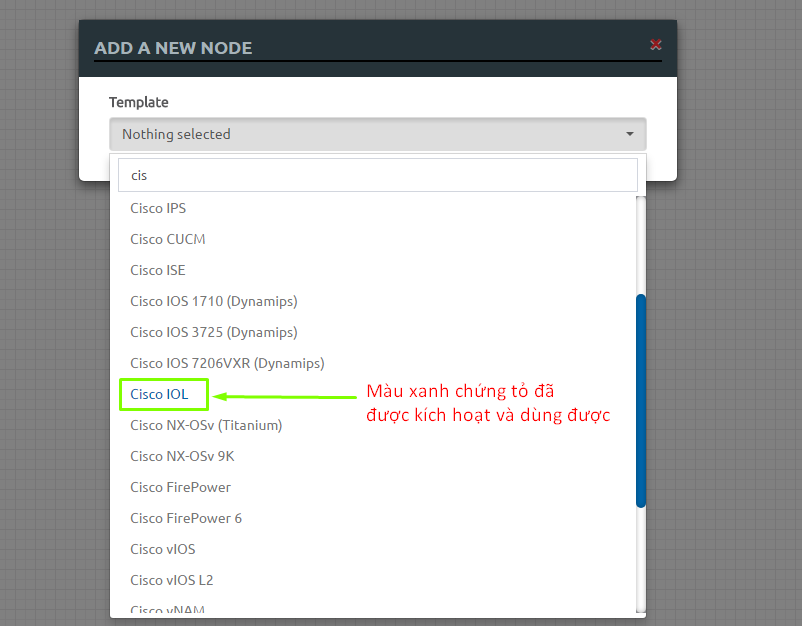 ADD A NEW NODE
Template
Nothing selected
cis
Cisco IPS
Cisco CUCM
Cisco ISE
Cisco IOS 1710 (Dynamips)
Cisco IOS 3725 (Dynamips)
Cisco IOS 7206VXR (Dynamips)
Cisco IOL
Màu xanh chứng tỏ đã
được kích hoạt và dùng được
Cisco NX-OSv (Titanium)
Cisco NX-OSv 9K
Cisco FirePower
Cisco FirePower 6
Cisco vIOS
Cisco vIOS L2
Cisco vNAM